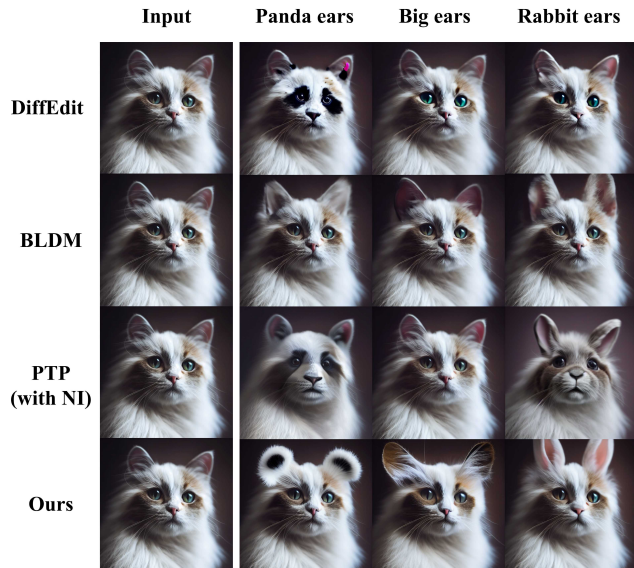 Input Panda ears Big ears Rabbit ears
DiffEdit
BLDM
PTP
(with NI)
Ours